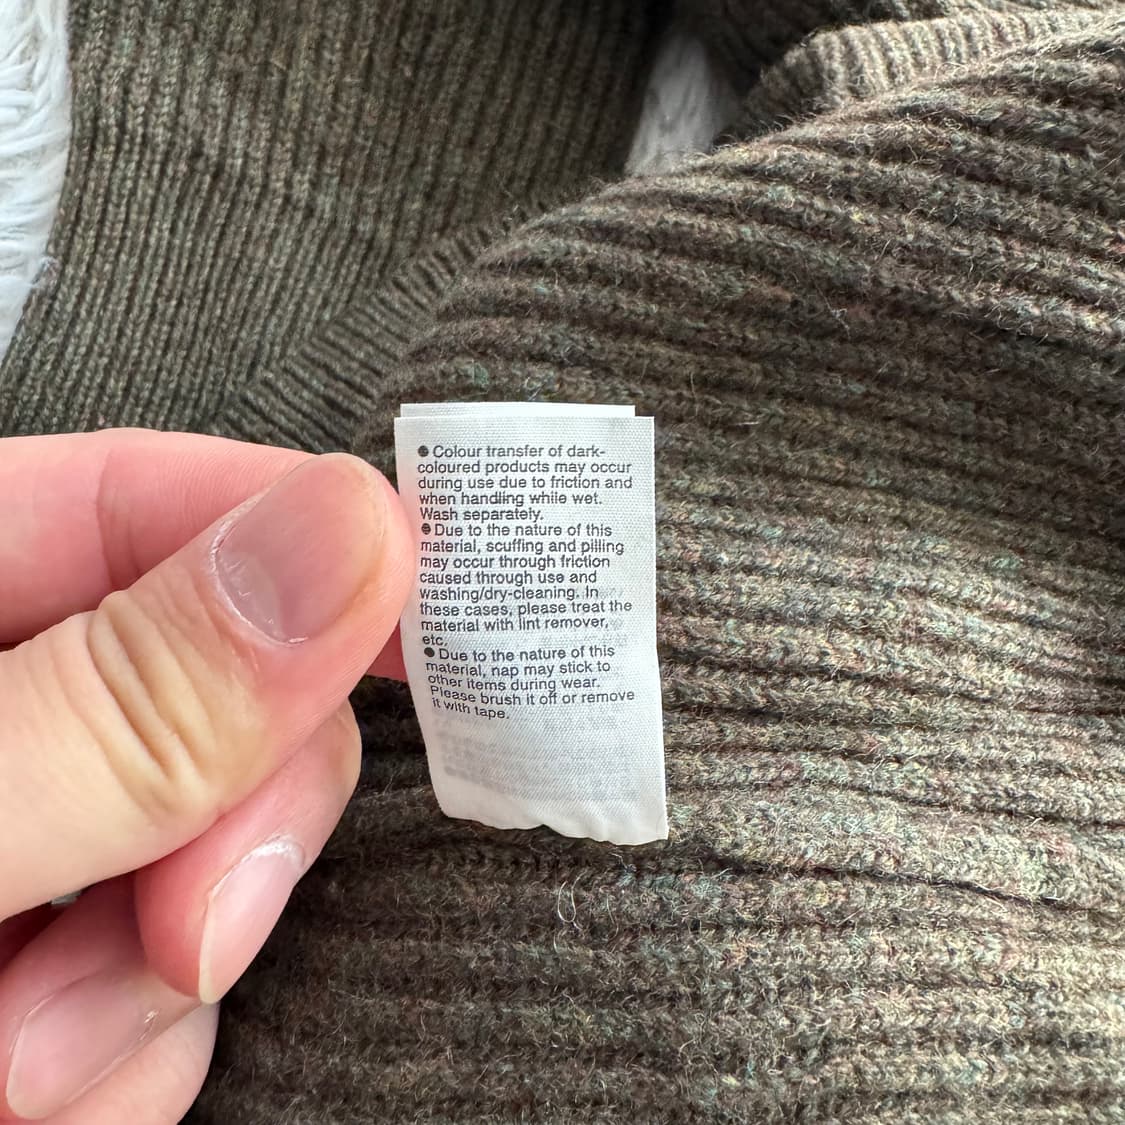 ● Colour transfer of dark-
coloured products may occur
during use due to friction and
when handling while wet.
Wash separately.
● Due to the nature of this
material, scuffing and pilling
may occur through friction
caused through use and
washing/dry-cleaning. In
these cases, please treat the
material with lint remover,
etc.
● Due to the nature of this
material, nap may stick to
other items during wear.
Please brush it off or remove
it with tape.